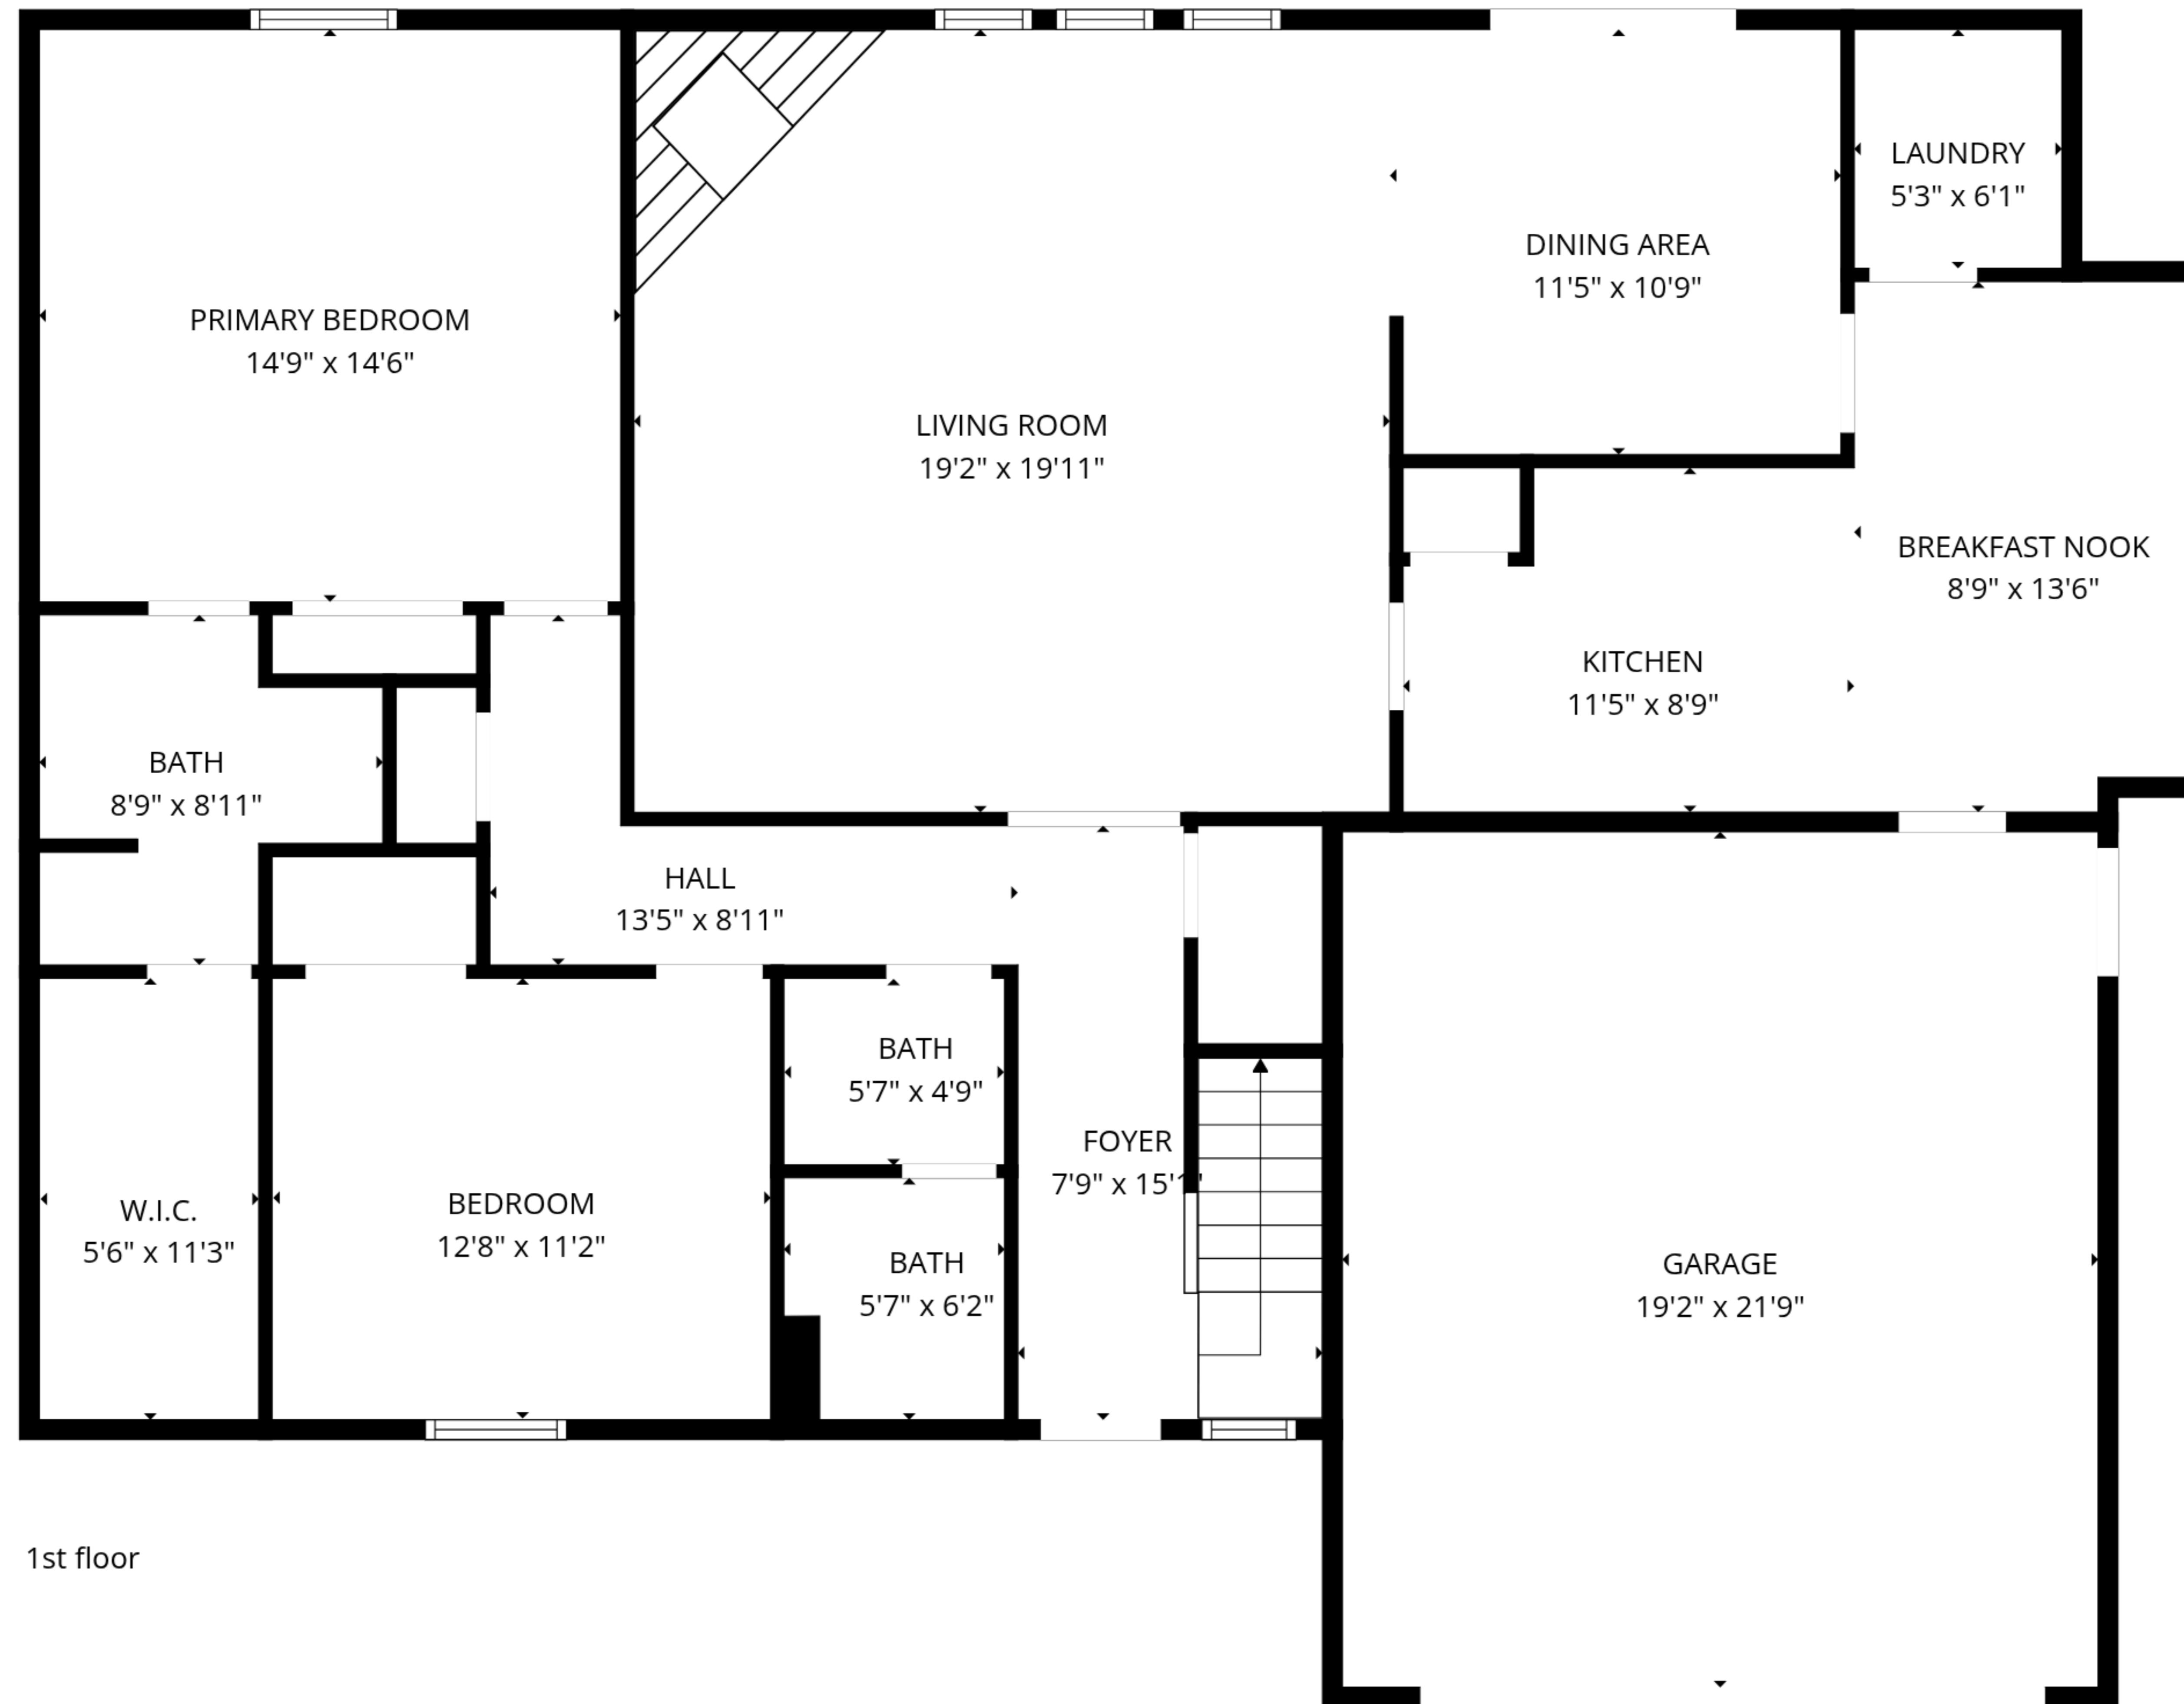 LAUNDRY
5'3" x 6'1"
DINING AREA
11'5" x 10'9"
PRIMARY BEDROOM
14'9" x 14'6"
LIVING ROOM
19'2" x 19'11"
BREAKFAST NOOK
8'9" x 13'6"
KITCHEN
11'5" x 8'9"
BATH
8'9" x 8'11"
HALL
13'5" x 8'11"
BATH
5'7" x 4'9"
FOYER
7'9" x
W.I.C.
5'6" x 11'3"
BEDROOM
12'8" x 11'2"
BATH
5'7" x 6'2"
GARAGE
19'2" x 21'9"
1st floor